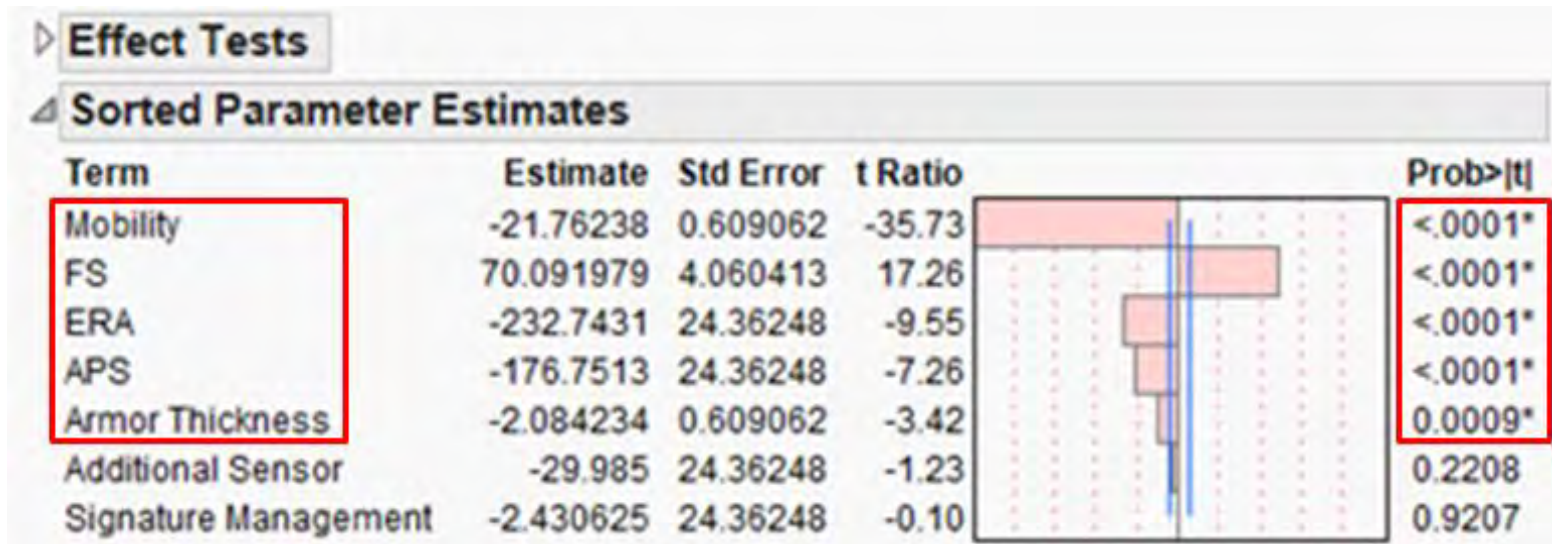 Effect Tests
Sorted Parameter Estimates
Term Estimate Std Error t Ratio Prob>|t|
Mobility -21.76238 0.609062 -35.73 <.0001*
FS 70.091979 4.060413 17.26 <.0001*
ERA -232.7431 24.36248 -9.55 <.0001*
APS -176.7513 24.36248 -7.26 <.0001*
Armor Thickness -2.084234 0.609062 -3.42 0.0009*
Additional Sensor -29.985 24.36248 -1.23 0.2208
Signature Management -2.430625 24.36248 -0.10 0.9207